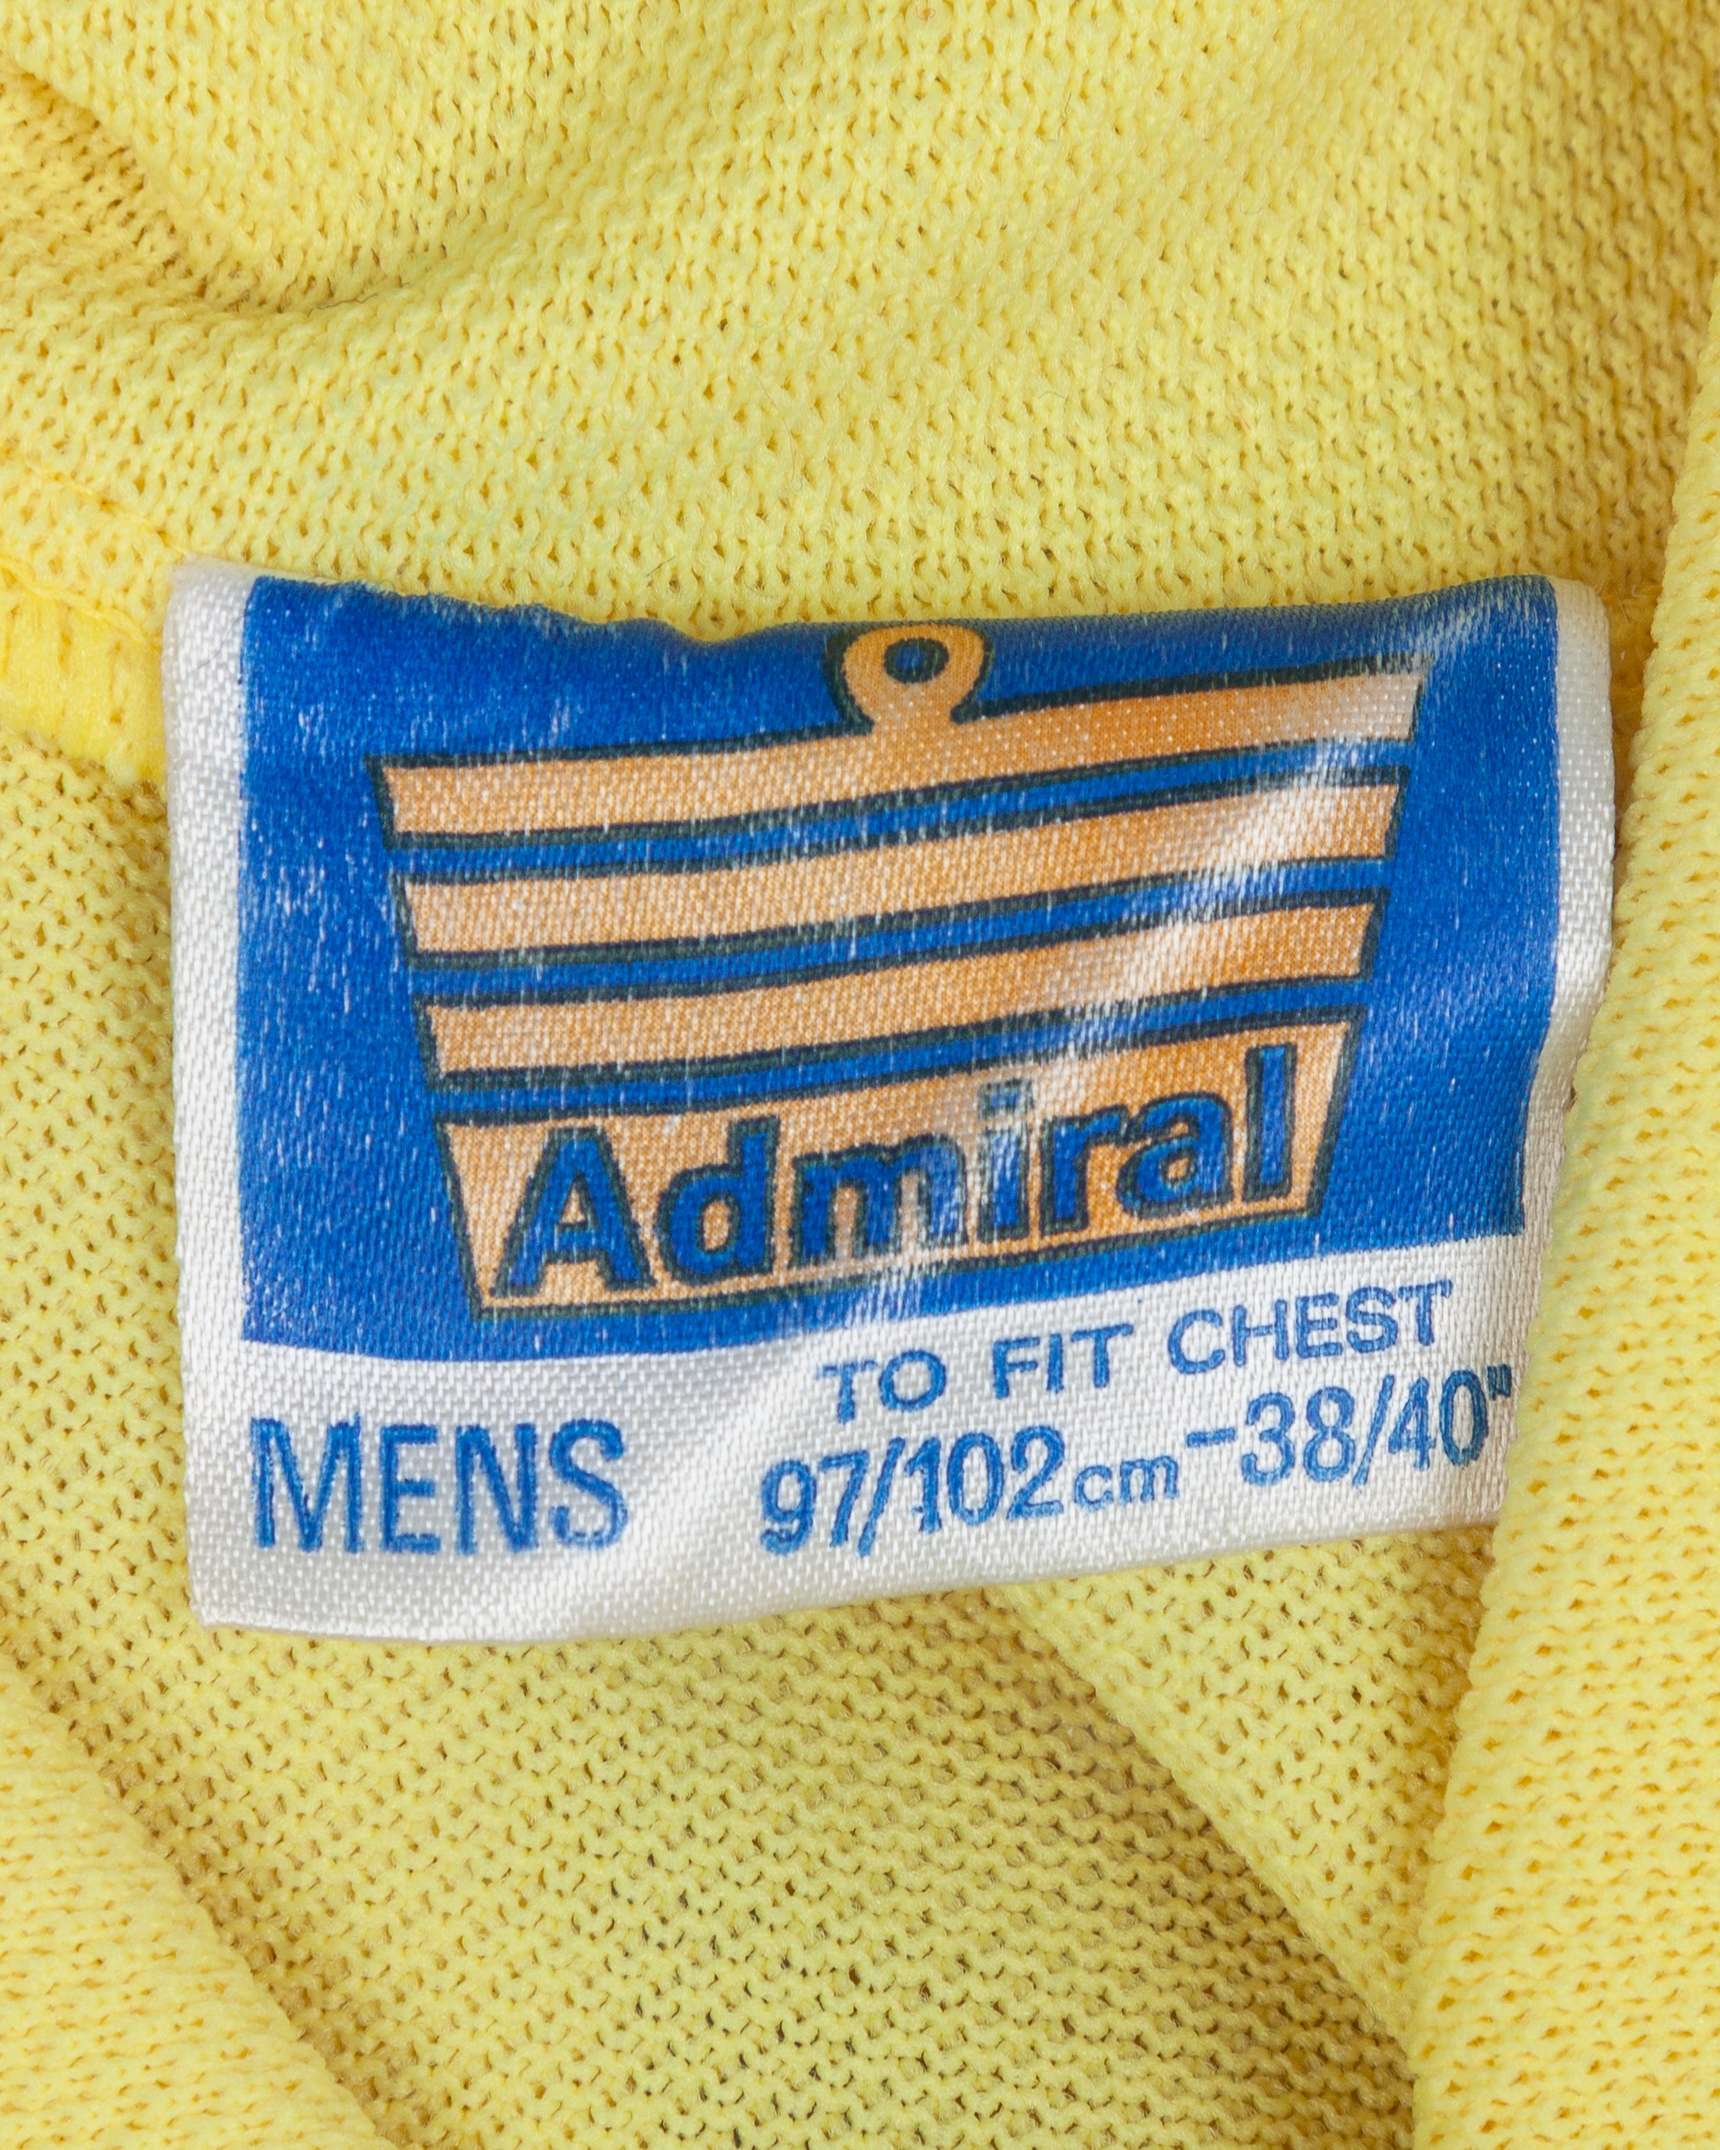 Admiral
TO FIT CHEST
MENS 97/102cm-38/40"